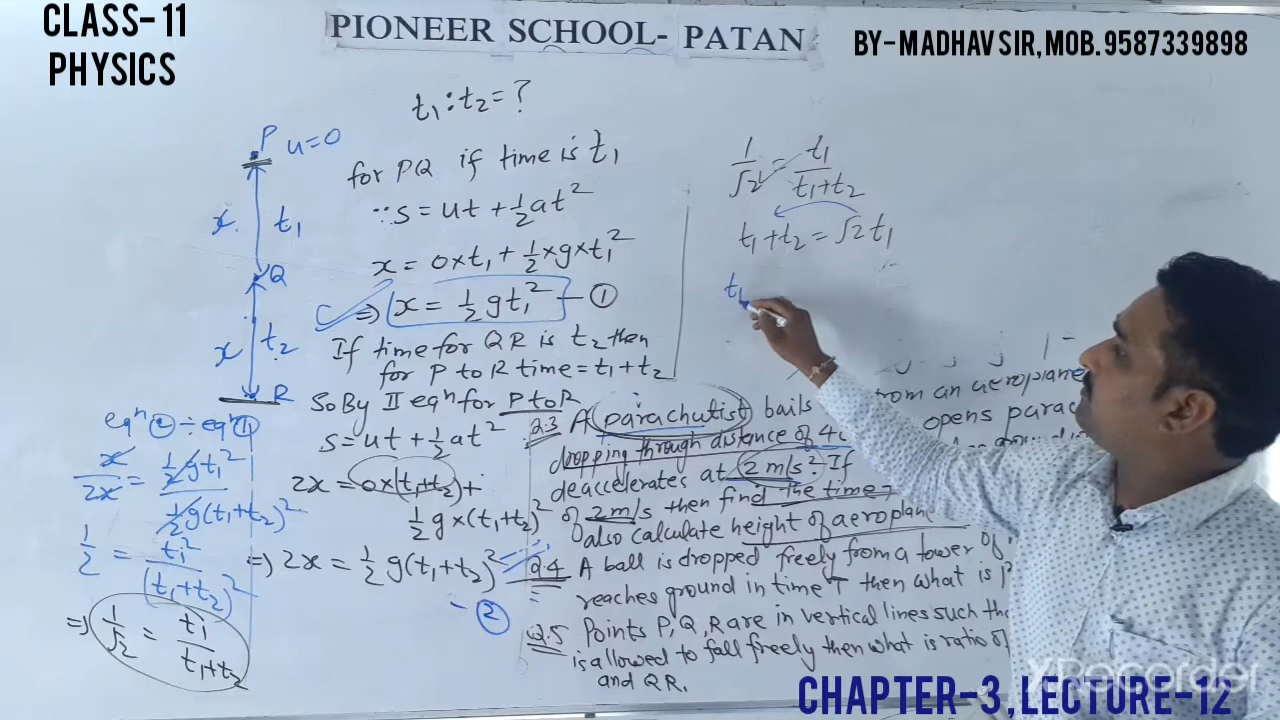 CLASS- 11
PHYSICS
PIONEER SCHOOL- PATAN
BY-MADHAV SIR, MOB. 9587339898
t₁ : t₂ = ?
P u=0
x t₁
Q
x t₂
R
for PQ if time is t₁
∵ s = ut + ½at²
x = 0×t₁ + ½×g×t₁²
⇒ x = ½gt₁² — ①
If time for QR is t₂ then
for P to R time = t₁+t₂
So By II eqⁿ for P to R
s = ut + ½at²
2x = 0×(t₁+t₂) +
½g×(t₁+t₂)²
⇒ 2x = ½g(t₁+t₂)²
- ②
eqⁿ ② ÷ eqⁿ ①
x/2x = ½gt₁²/½g(t₁+t₂)²
1/2 = t₁²/(t₁+t₂)²
⇒ 1/√2 = t₁/t₁+t₂
1/√2 = t₁/t₁+t₂
t₁+t₂ = √2 t₁
t₁
from an aeroplane
Q.3 A parachutist bails opens
dropping through distance of
deaccelerates at 2 m/s² If
of 2 m/s then find the time
also calculate height of
Q.4 A ball is dropped freely from a tower of
reaches ground in time T then what is
Q.5 Points P, Q, R are in vertical lines such
is allowed to fall freely then what is ratio of
and QR.
XRecorder
CHAPTER-3, LECTURE-12